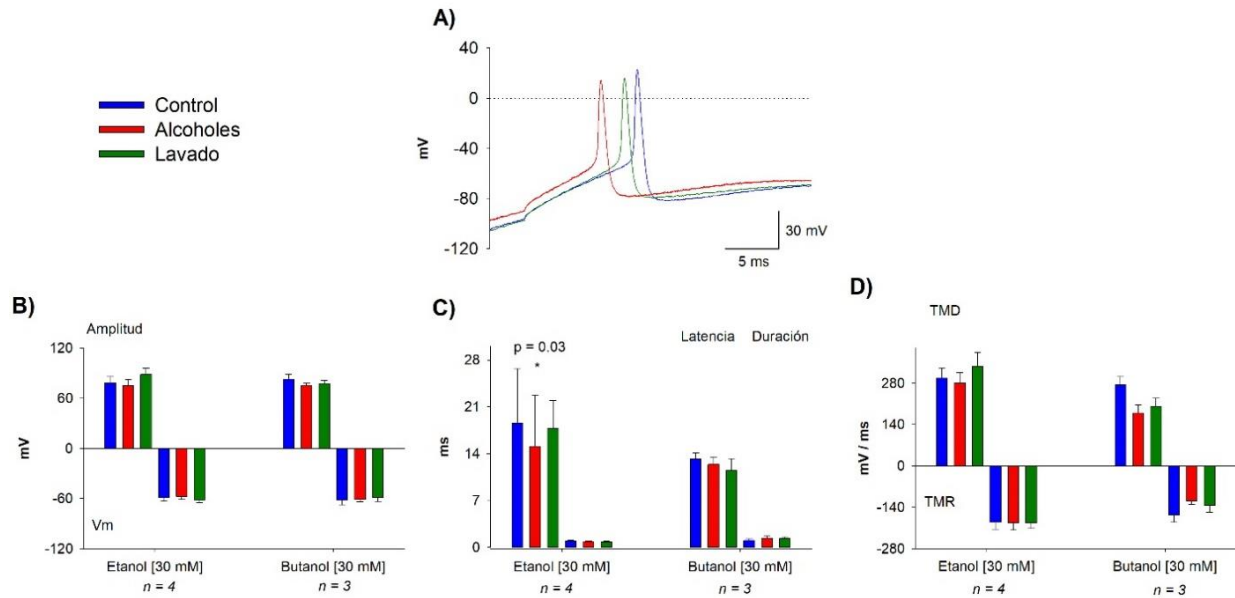 A)
Control
Alcoholes
Lavado
mV
40
0
-40
-80
-120
30 mV
5 ms
B)
Amplitud
mV
120
60
0
-60
-120
Vm
Etanol [30 mM]
n = 4
Butanol [30 mM]
n = 3
C)
Latencia Duración
p = 0.03
*
ms
28
21
14
7
0
Etanol [30 mM]
n = 4
Butanol [30 mM]
n = 3
D)
TMD
mV / ms
280
140
0
-140
-280
TMR
Etanol [30 mM]
n = 4
Butanol [30 mM]
n = 3